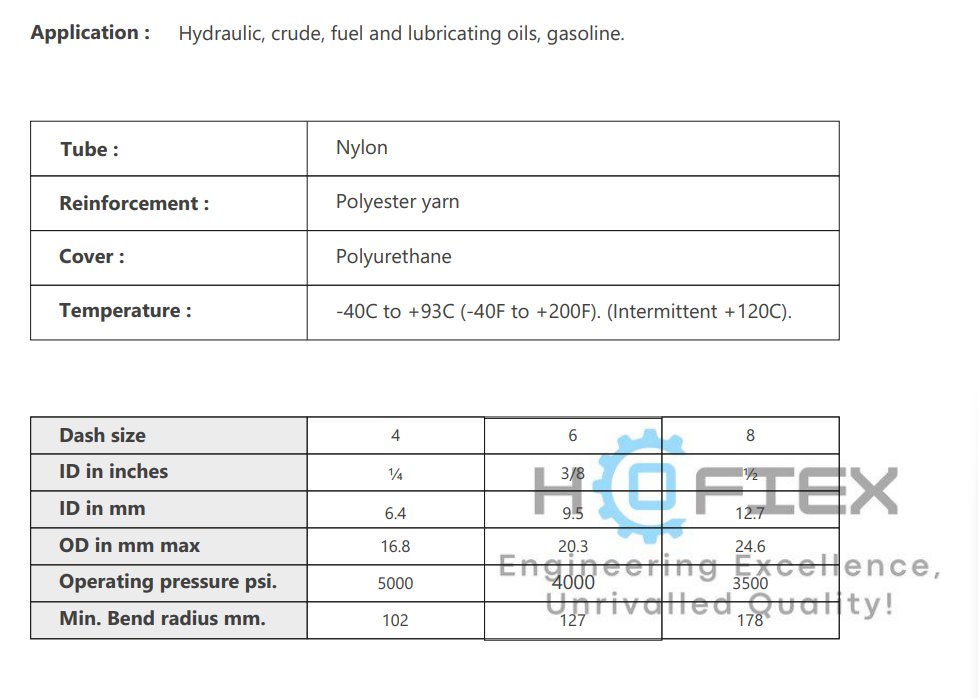 Application : Hydraulic, crude, fuel and lubricating oils, gasoline.
Tube : Nylon
Reinforcement : Polyester yarn
Cover : Polyurethane
Temperature : -40C to +93C (-40F to +200F). (Intermittent +120C).
Dash size 4 6 8
ID in inches ¼ 3/8 ½
HOFIEX
ID in mm 6.4 9.5 12.7
OD in mm max 16.8 20.3 24.6
Engineering Excellence,
Operating pressure psi. 5000 4000 3500
Unrivalled Quality!
Min. Bend radius mm. 102 127 178